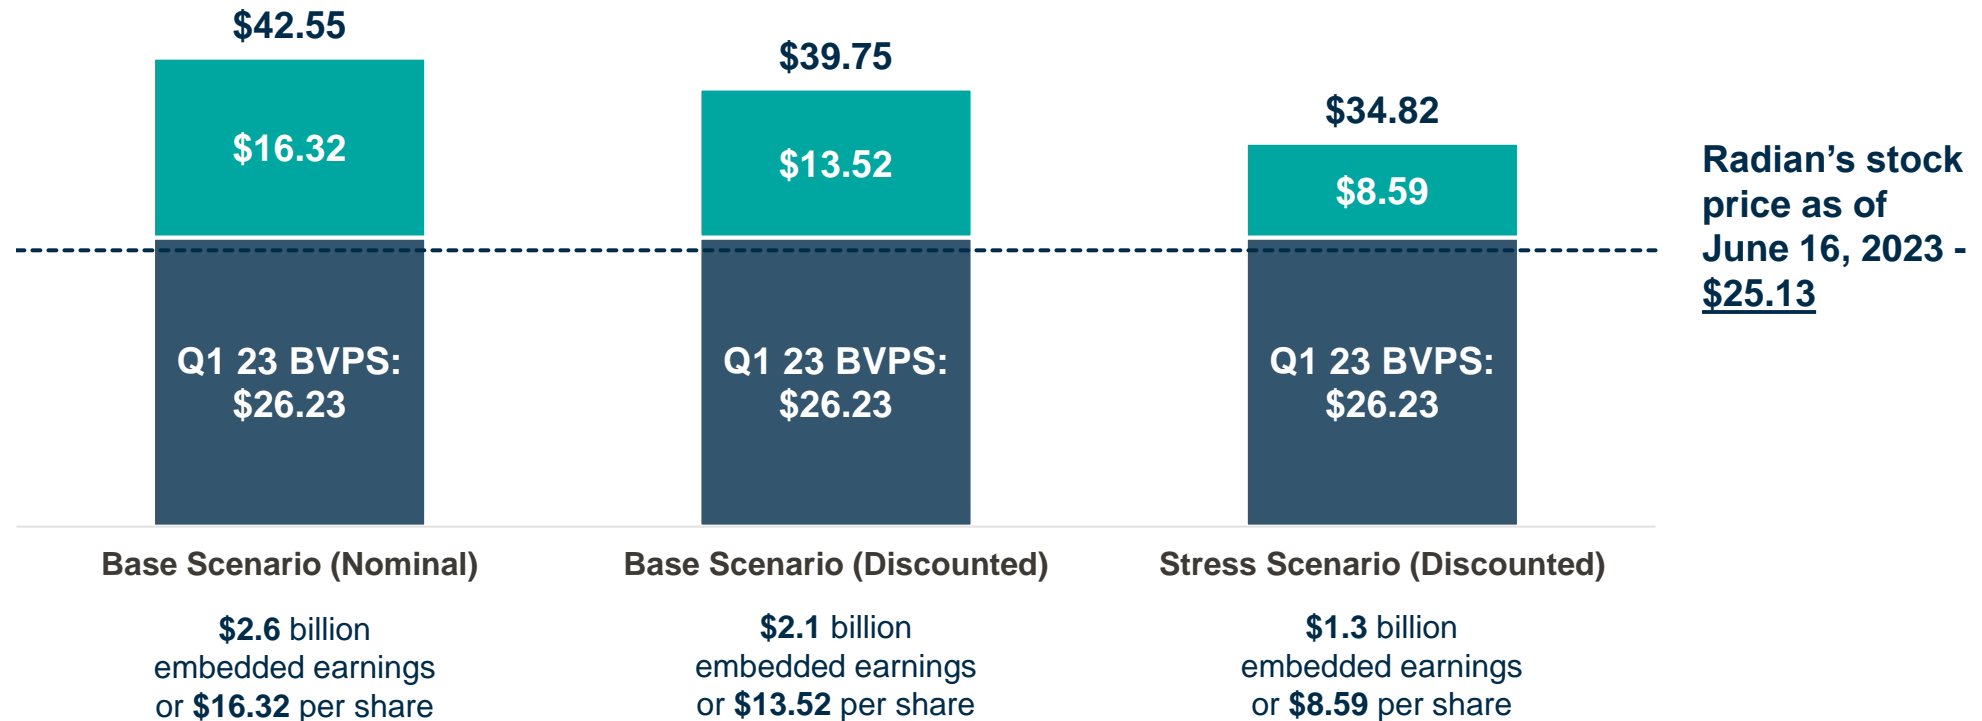 $42.55
$16.32
Q1 23 BVPS:
$26.23
$39.75
$13.52
Q1 23 BVPS:
$26.23
$34.82
$8.59
Q1 23 BVPS:
$26.23
Radian’s stock
price as of
June 16, 2023 -
$25.13
Base Scenario (Nominal)
$2.6 billion
embedded earnings
or $16.32 per share
Base Scenario (Discounted)
$2.1 billion
embedded earnings
or $13.52 per share
Stress Scenario (Discounted)
$1.3 billion
embedded earnings
or $8.59 per share